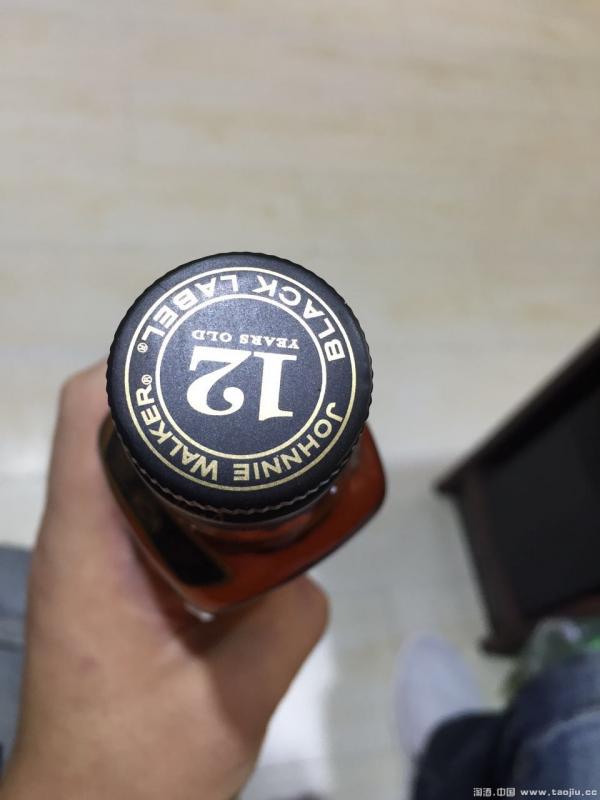 JOHNNIE WALKER®
BLACK LABEL®
12
YEARS OLD
淘酒.中国 www.taojiu.cc